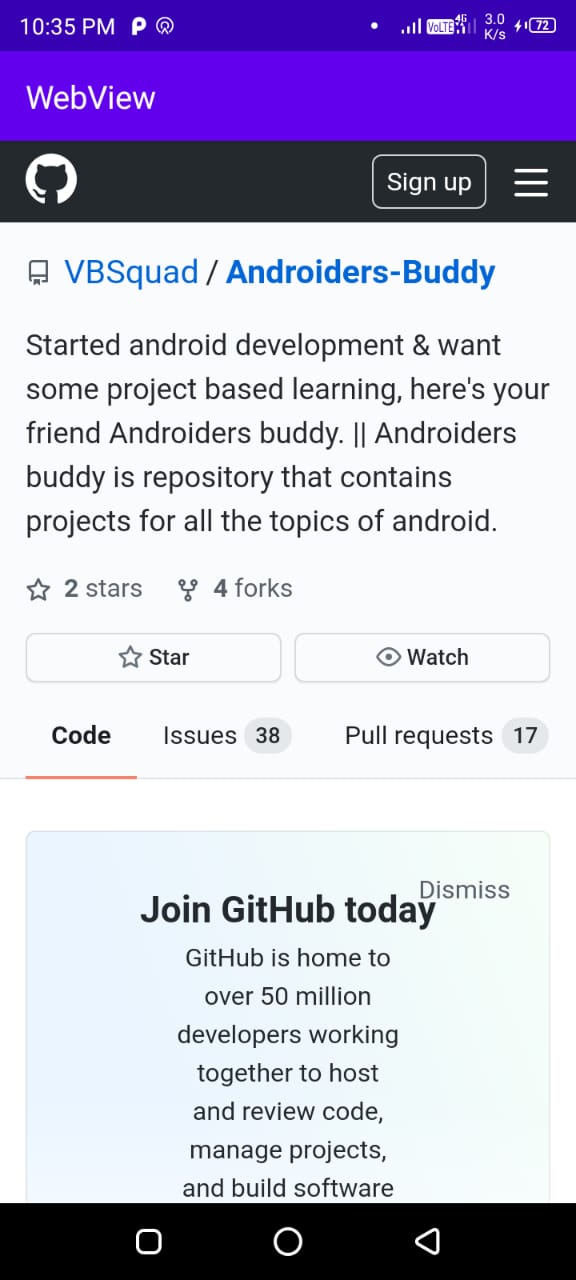 10:35 PM
VoLTE 4G 3.0 K/s 72
WebView
Sign up
VBSquad / Androiders-Buddy
Started android development & want
some project based learning, here's your
friend Androiders buddy. || Androiders
buddy is repository that contains
projects for all the topics of android.
2 stars 4 forks
Star Watch
Code Issues 38 Pull requests 17
Dismiss
Join GitHub today
GitHub is home to
over 50 million
developers working
together to host
and review code,
manage projects,
and build software